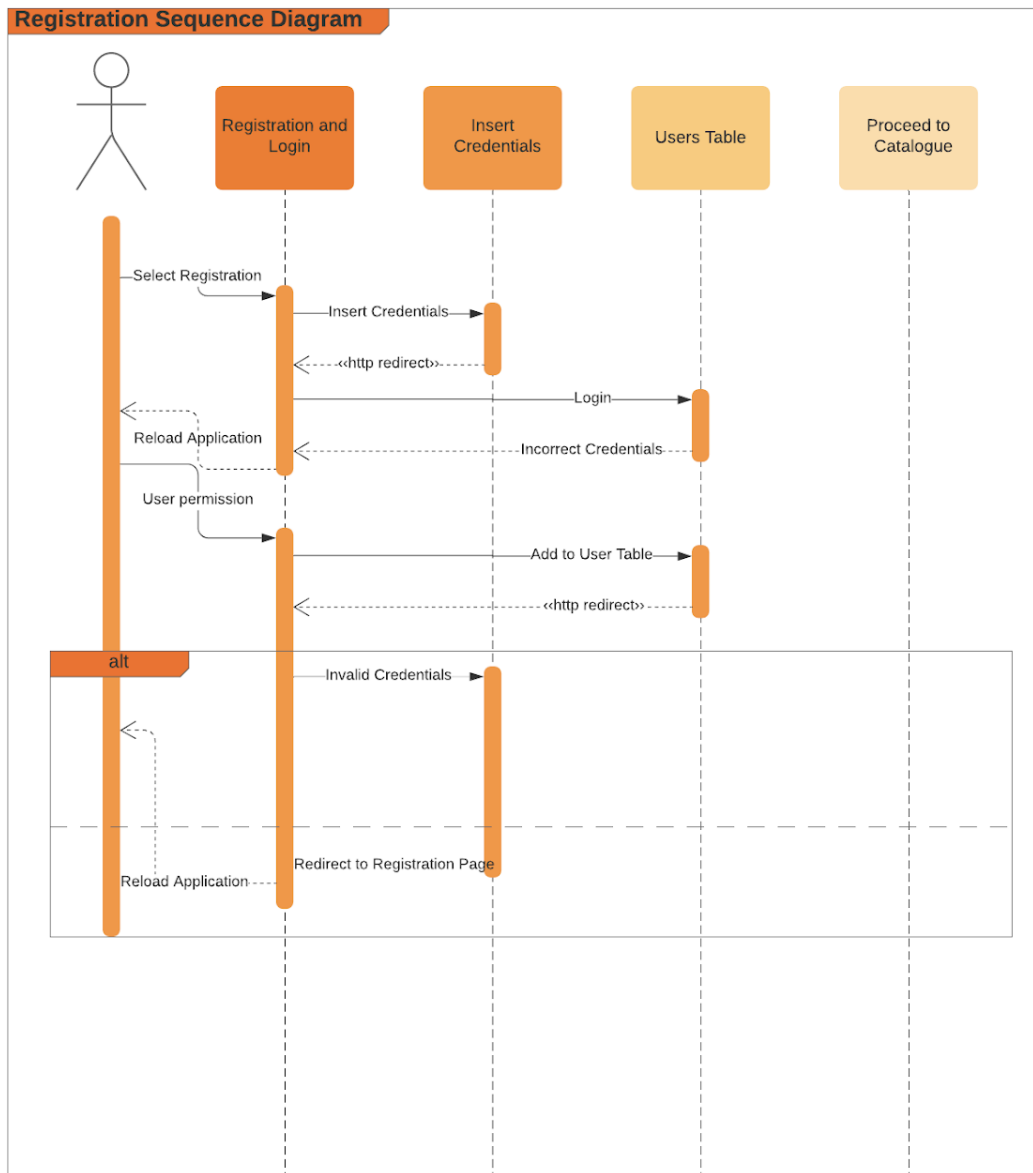 Registration Sequence Diagram
Registration and
Login
Insert
Credentials
Users Table
Proceed to
Catalogue
Select Registration
Insert Credentials
‹‹http redirect››
Login
Reload Application
Incorrect Credentials
User permission
Add to User Table
‹‹http redirect››
alt
Invalid Credentials
Redirect to Registration Page
Reload Application